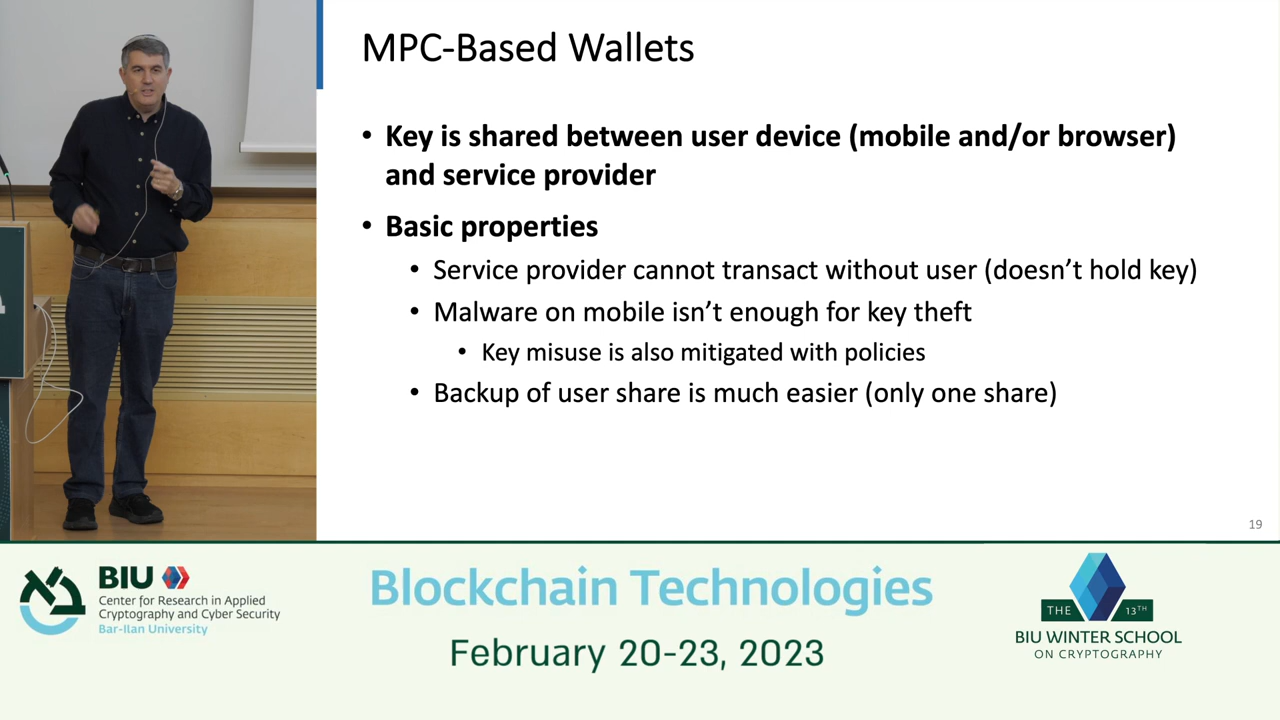 MPC-Based Wallets
• Key is shared between user device (mobile and/or browser)
and service provider
• Basic properties
• Service provider cannot transact without user (doesn’t hold key)
• Malware on mobile isn’t enough for key theft
• Key misuse is also mitigated with policies
• Backup of user share is much easier (only one share)
19
BIU
Center for Research in Applied
Cryptography and Cyber Security
Bar-Ilan University
Blockchain Technologies
February 20-23, 2023
THE 13TH
BIU WINTER SCHOOL
ON CRYPTOGRAPHY